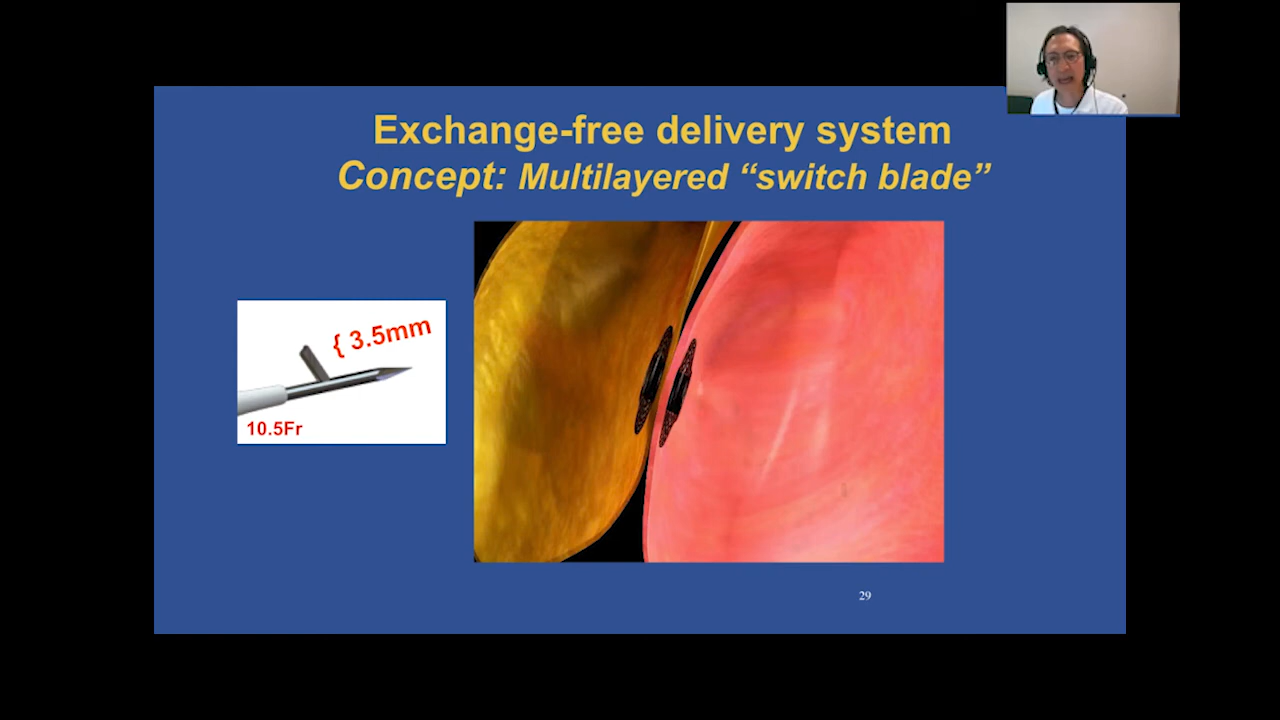 Exchange-free delivery system
Concept: Multilayered “switch blade”
{ 3.5mm
10.5Fr
29